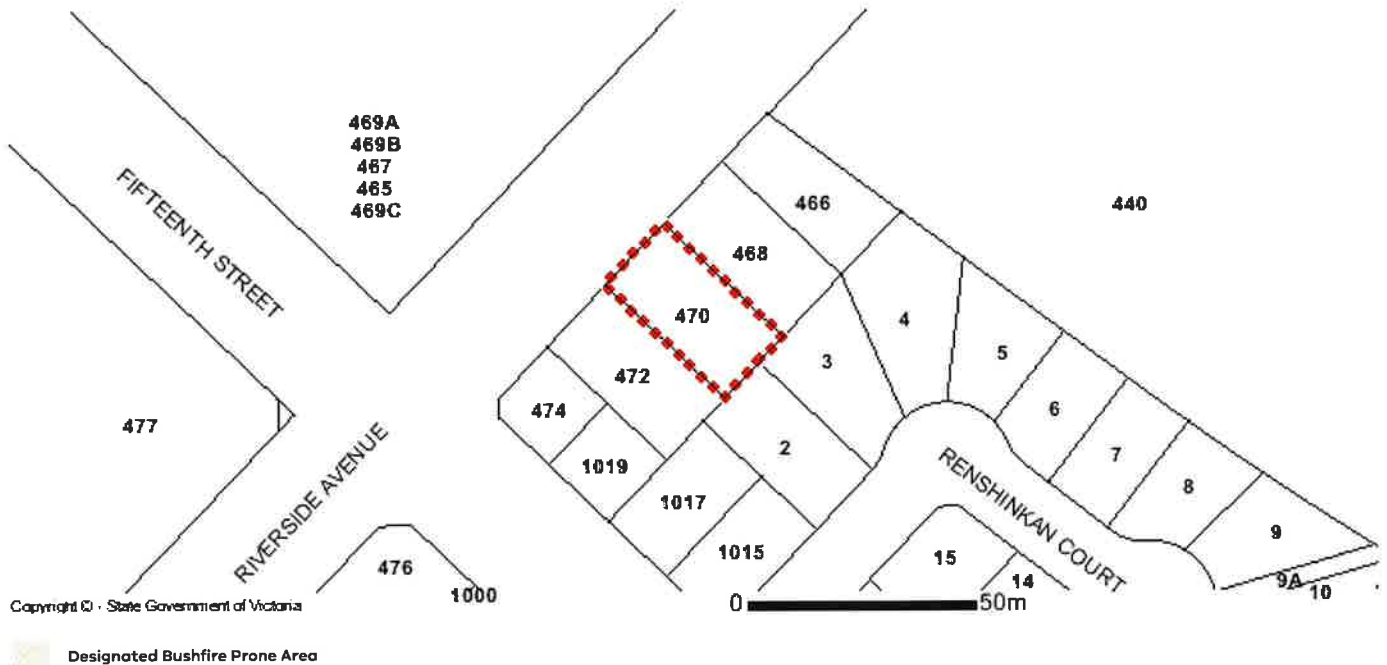 469A
469B
467
465
469C
FIFTEENTH STREET
466
440
468
470
4
3
5
472
6
474
477
2
7
1019
RENSHINKAN COURT
8
1017
RIVERSIDE AVENUE
9
1015
15
476
14
9A
10
1000
Copyright © - State Government of Victoria
0 50m
Designated Bushfire Prone Area